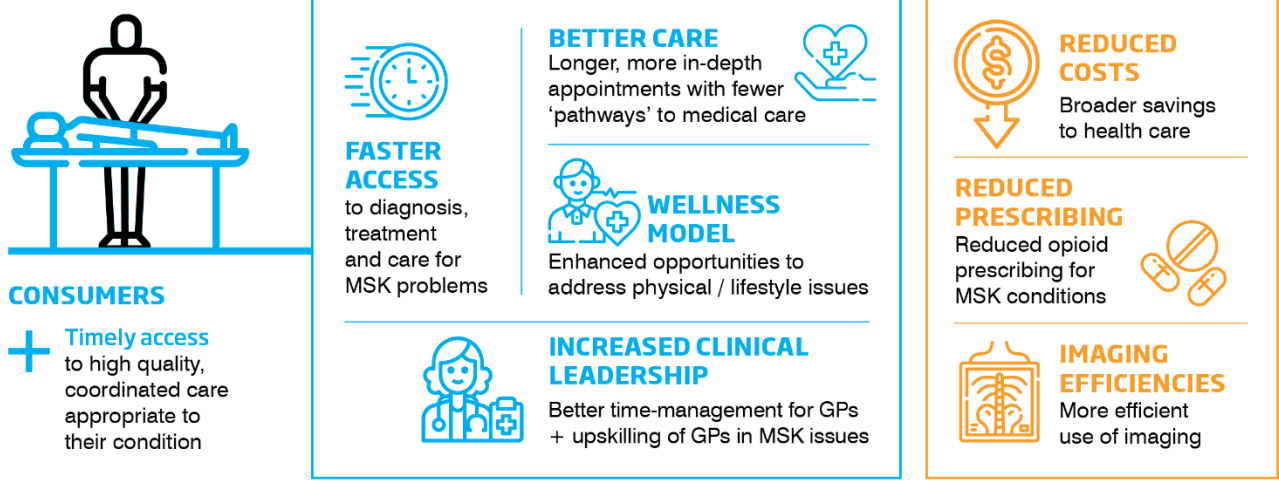 CONSUMERS
Timely access
to high quality,
coordinated care
appropriate to
their condition
FASTER
ACCESS
to diagnosis,
treatment
and care for
MSK problems
BETTER CARE
Longer, more in-depth
appointments with fewer
‘pathways’ to medical care
WELLNESS
MODEL
Enhanced opportunities to
address physical / lifestyle issues
INCREASED CLINICAL
LEADERSHIP
Better time-management for GPs
+ upskilling of GPs in MSK issues
REDUCED
COSTS
Broader savings
to health care
REDUCED
PRESCRIBING
Reduced opioid
prescribing for
MSK conditions
IMAGING
EFFICIENCIES
More efficient
use of imaging